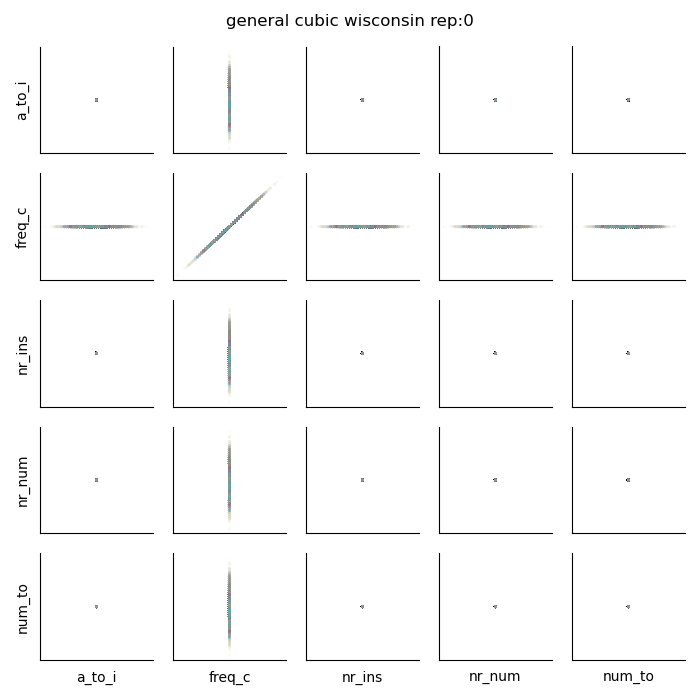 general cubic wisconsin rep:0
a_to_i
freq_c
nr_ins
nr_num
num_to
a_to_i freq_c nr_ins nr_num num_to